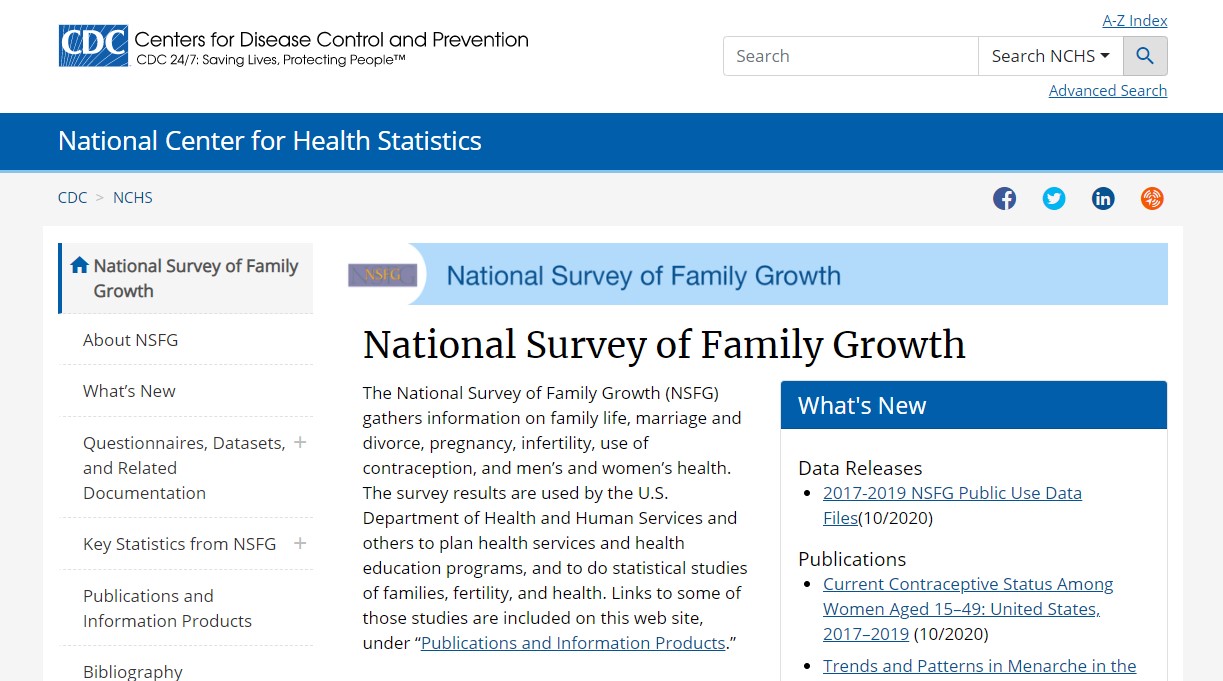 A-Z Index
CDC Centers for Disease Control and Prevention
CDC 24/7: Saving Lives, Protecting People™
Search
Search NCHS
Advanced Search
National Center for Health Statistics
CDC > NCHS
National Survey of Family
Growth
About NSFG
What’s New
Questionnaires, Datasets,
and Related
Documentation
Key Statistics from NSFG
Publications and
Information Products
Bibliography
NSFG National Survey of Family Growth
National Survey of Family Growth
The National Survey of Family Growth (NSFG)
gathers information on family life, marriage and
divorce, pregnancy, infertility, use of
contraception, and men’s and women’s health.
The survey results are used by the U.S.
Department of Health and Human Services and
others to plan health services and health
education programs, and to do statistical studies
of families, fertility, and health. Links to some of
those studies are included on this web site,
under “Publications and Information Products.”
What's New
Data Releases
• 2017-2019 NSFG Public Use Data
Files(10/2020)
Publications
• Current Contraceptive Status Among
Women Aged 15–49: United States,
2017–2019 (10/2020)
• Trends and Patterns in Menarche in the